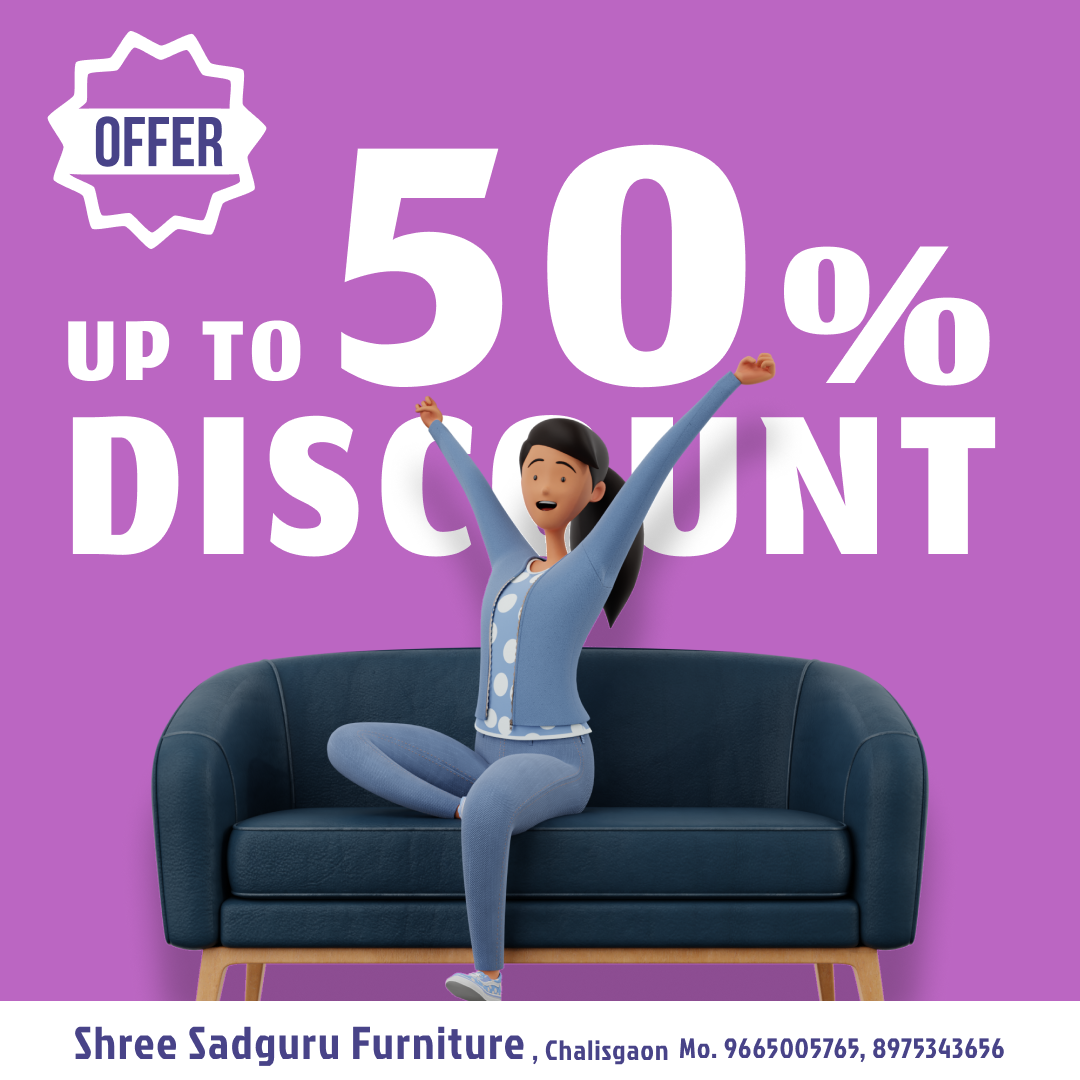 OFFER
UP TO 50%
DISCOUNT
Shree Sadguru Furniture , Chalisgaon Mo. 9665005765, 8975343656